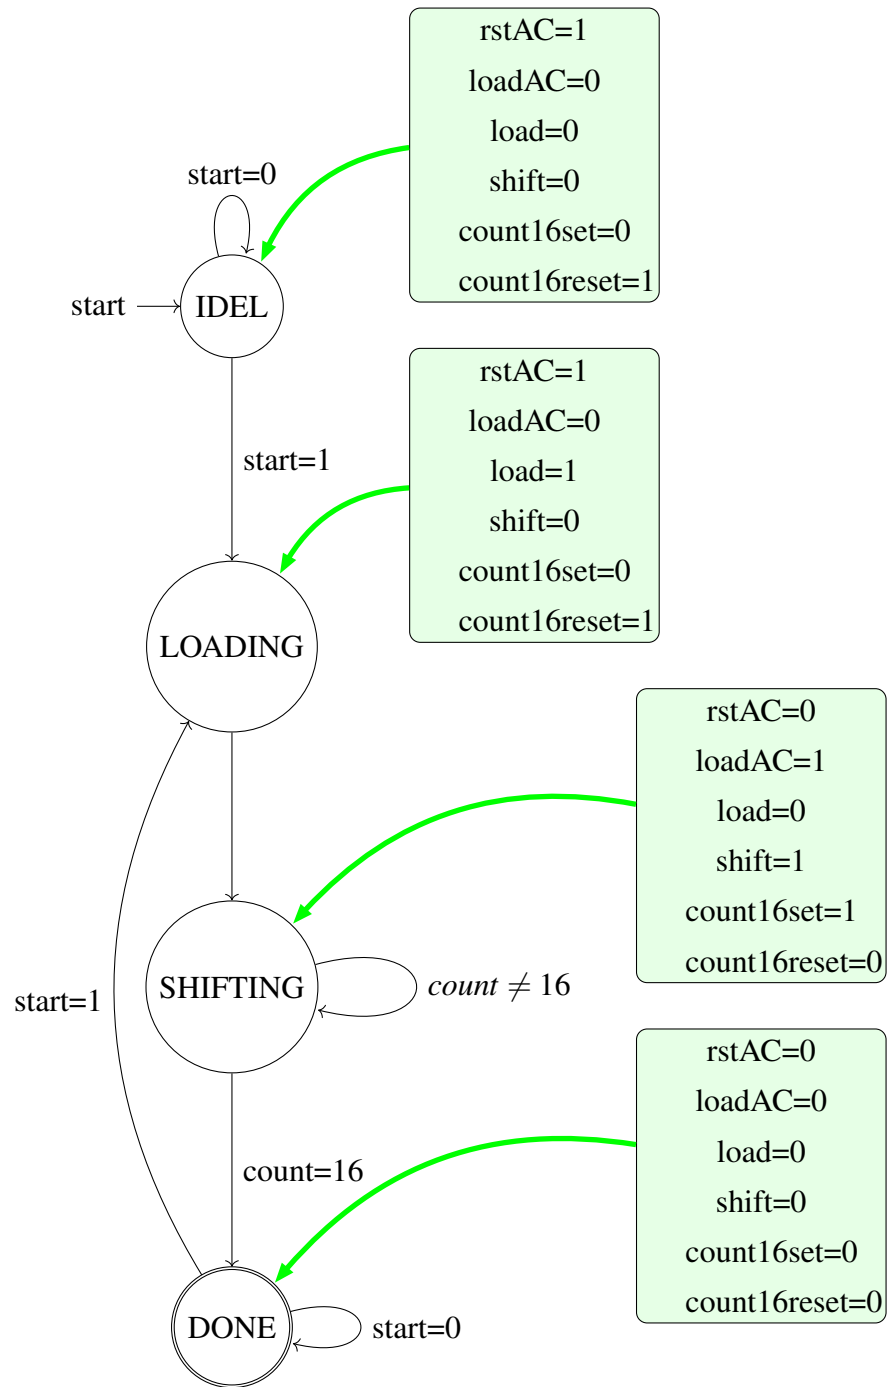 rstAC=1
loadAC=0
load=0
shift=0
count16set=0
count16reset=1
start=0
start
IDEL
start=1
rstAC=1
loadAC=0
load=1
shift=0
count16set=0
count16reset=1
LOADING
rstAC=0
loadAC=1
load=0
shift=1
count16set=1
count16reset=0
SHIFTING
count ≠ 16
start=1
count=16
rstAC=0
loadAC=0
load=0
shift=0
count16set=0
count16reset=0
DONE
start=0